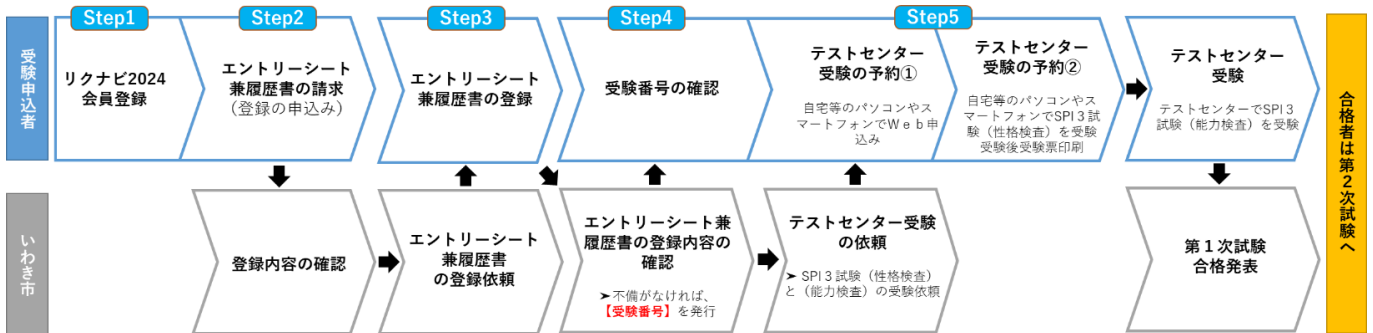 Step1
Step2
Step3
Step4
Step5
受験申込者
リクナビ2024
会員登録
エントリーシート
兼履歴書の請求
(登録の申込み)
エントリーシート
兼履歴書の登録
受験番号の確認
テストセンター
受験の予約①
自宅等のパソコンやス
マートフォンでWeb申
込み
テストセンター
受験の予約②
自宅等のパソコンやス
マートフォンでSPI3試
験(性格検査)を受験
受験後受験票印刷
テストセンター
受験
テストセンターでSPI3
試験(能力検査)を受験
合格者は第2次試験へ
いわき市
登録内容の確認
エントリーシート
兼履歴書
の登録依頼
エントリーシート兼
履歴書の登録内容の
確認
➤不備がなければ、
【受験番号】を発行
テストセンター受験
の依頼
➤ SPI3試験(性格検査)
と(能力検査)の受験依頼
第1次試験
合格発表